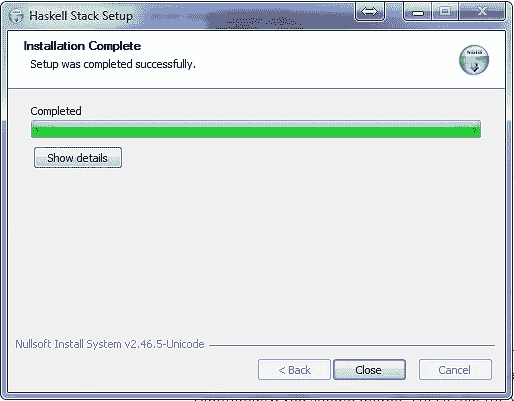 Haskell Stack Setup
Installation Complete
Setup was completed successfully.
Completed
Show details
Nullsoft Install System v2.46.5-Unicode
< Back
Close
Cancel